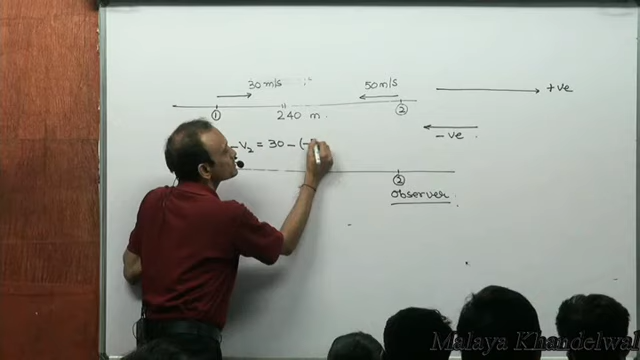 30 m/s 50 m/s +ve
① 240 m ②
-ve
- V₂ = 30 - (-
②
Observer
Malaya Khandelwal